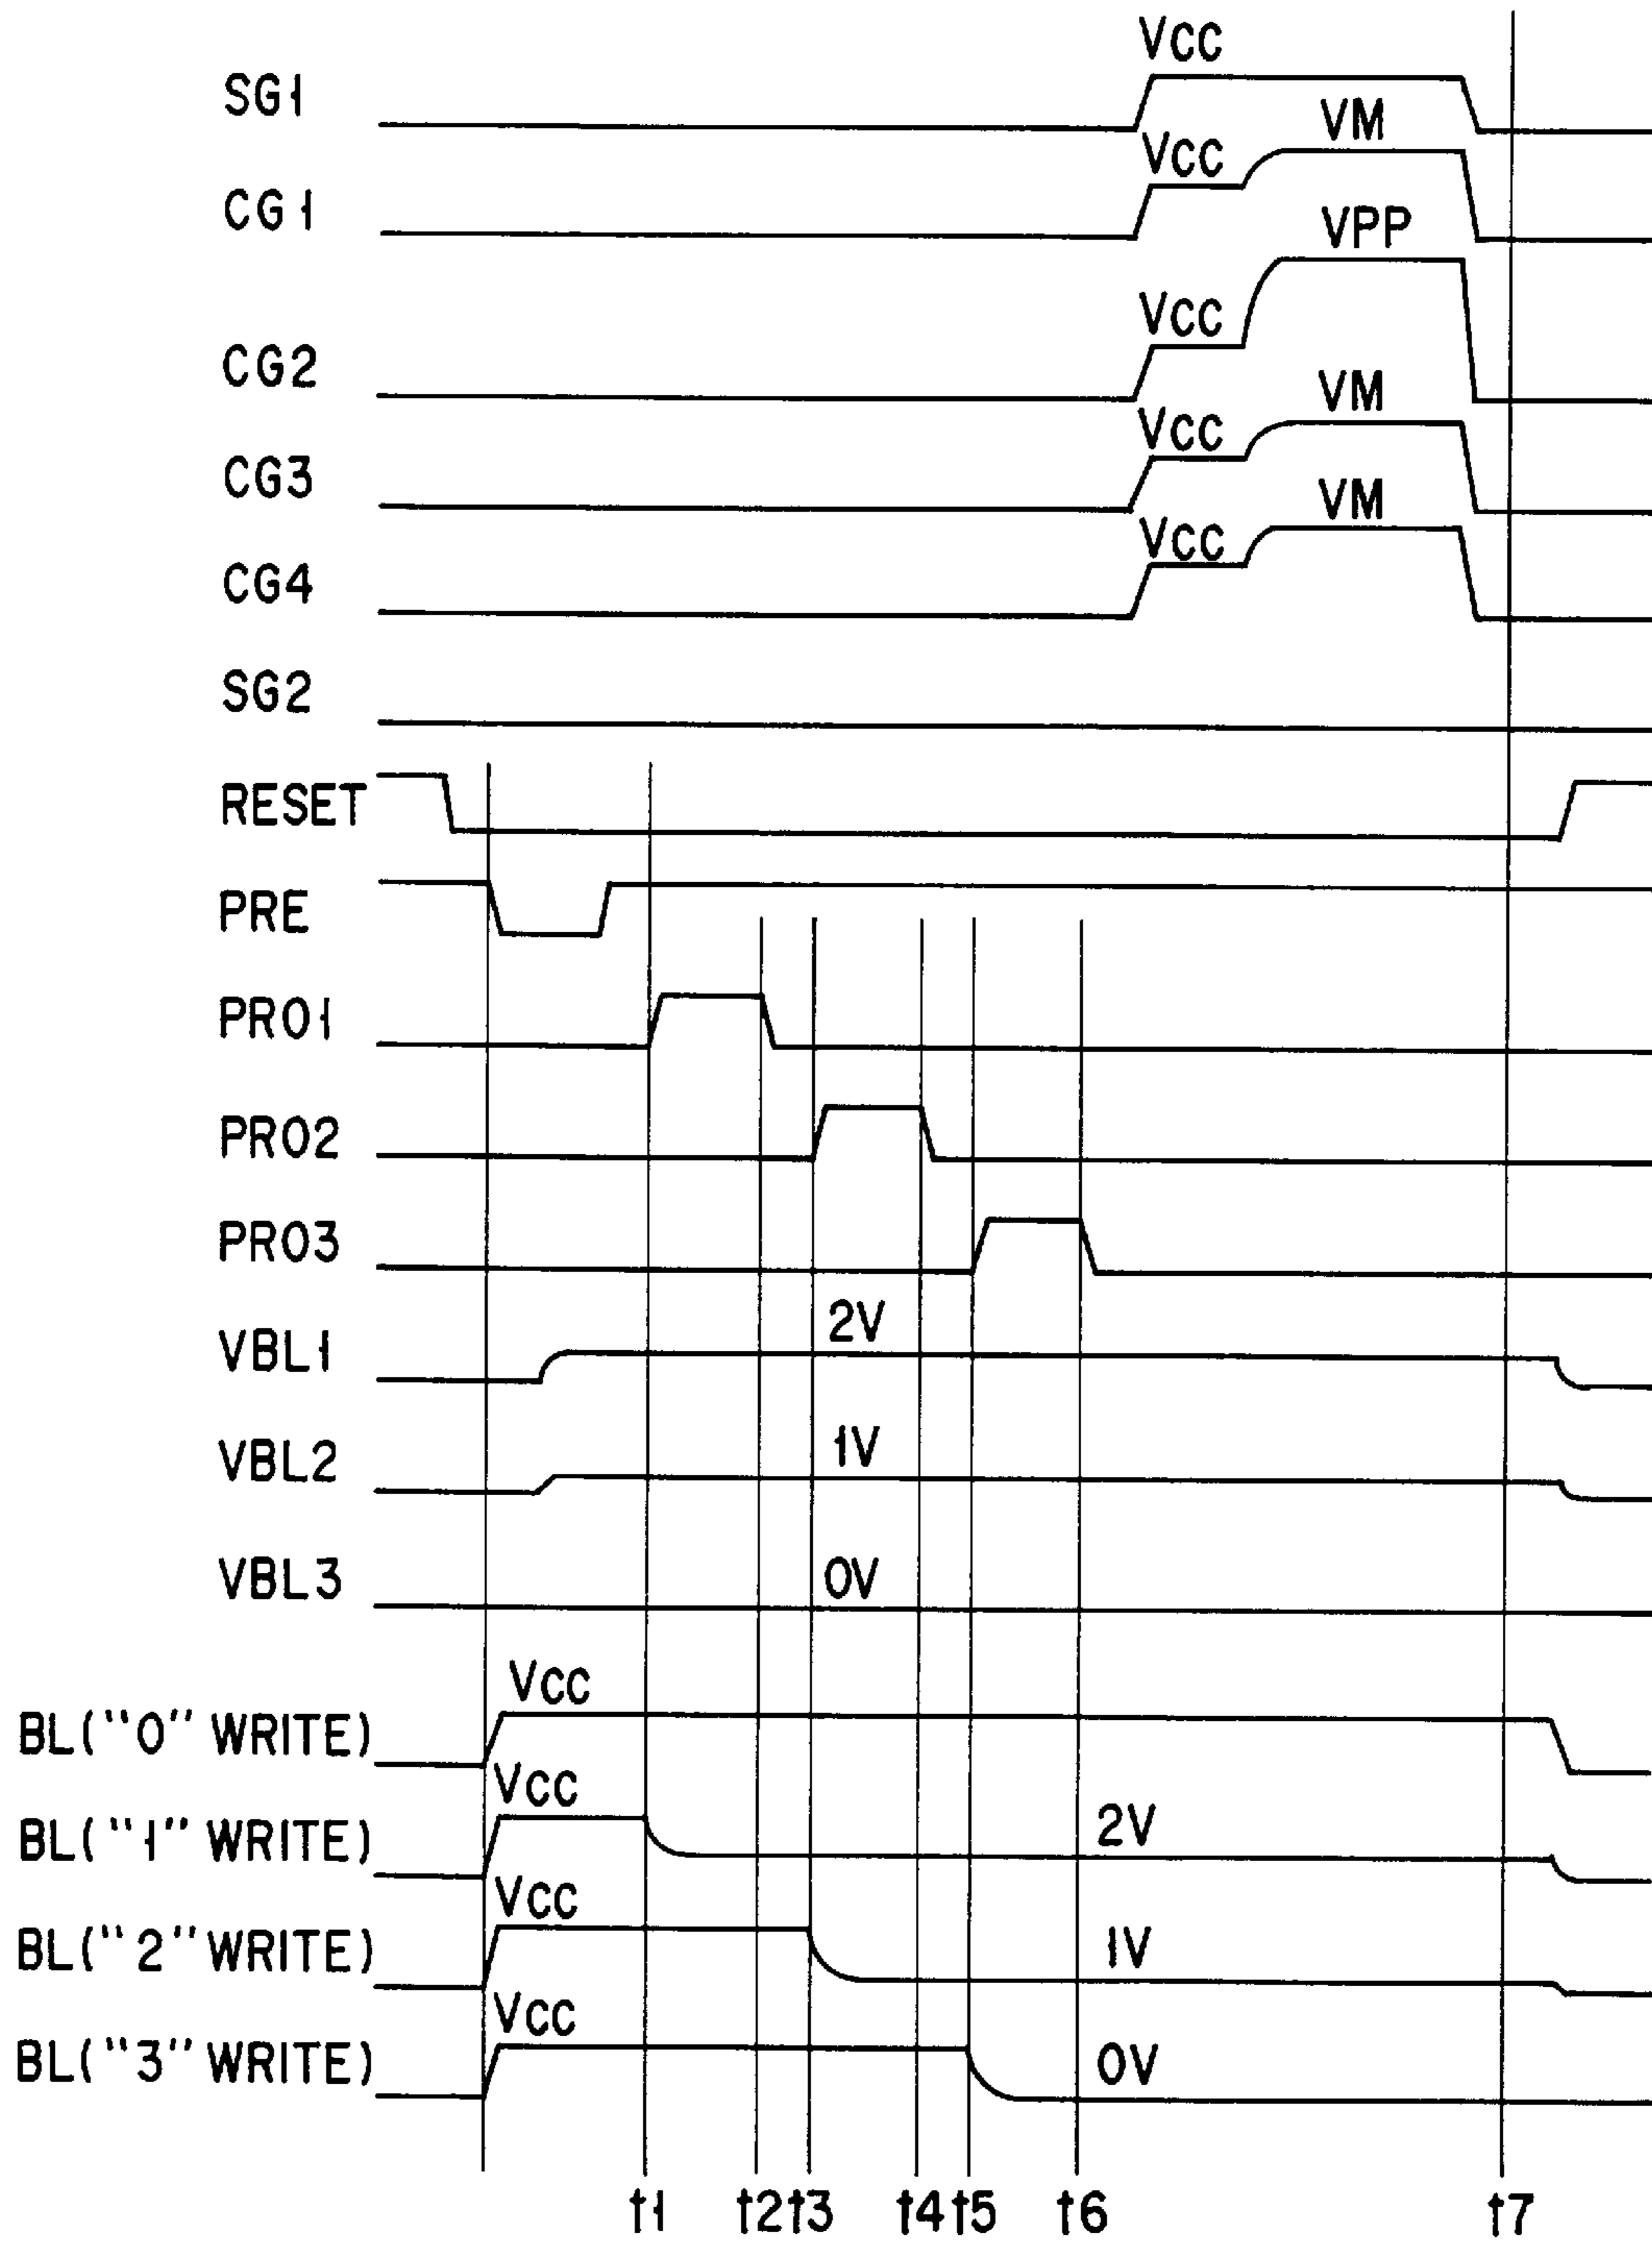 VCC
SG1
VM
VCC
CG1
VPP
VCC
CG2
VM
VCC
CG3
VM
VCC
CG4
SG2
RESET
PRE
PRO1
PRO2
PRO3
2V
VBL1
1V
VBL2
0V
VBL3
VCC
BL("0" WRITE)
VCC
2V
BL("1" WRITE)
VCC
1V
BL("2" WRITE)
VCC
0V
BL("3" WRITE)
t1 t2 t3 t4 t5 t6 t7